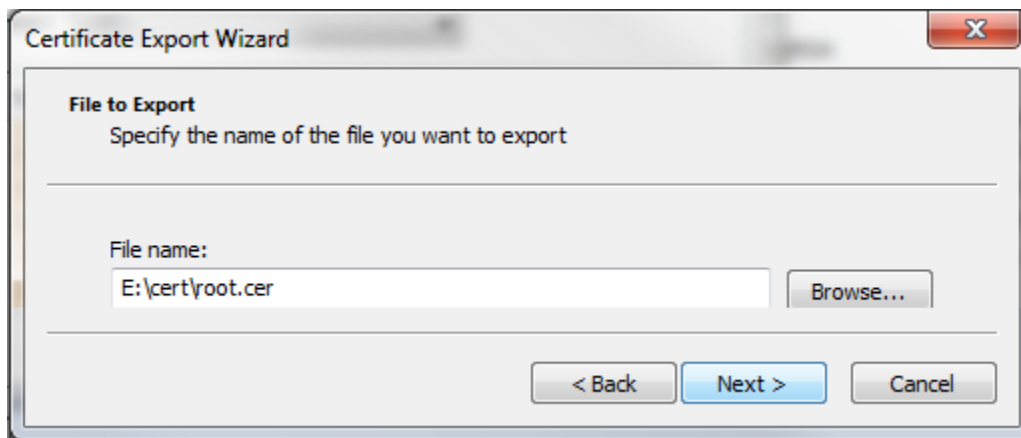 Certificate Export Wizard
File to Export
Specify the name of the file you want to export
File name:
E:\cert\root.cer
Browse...
< Back
Next >
Cancel